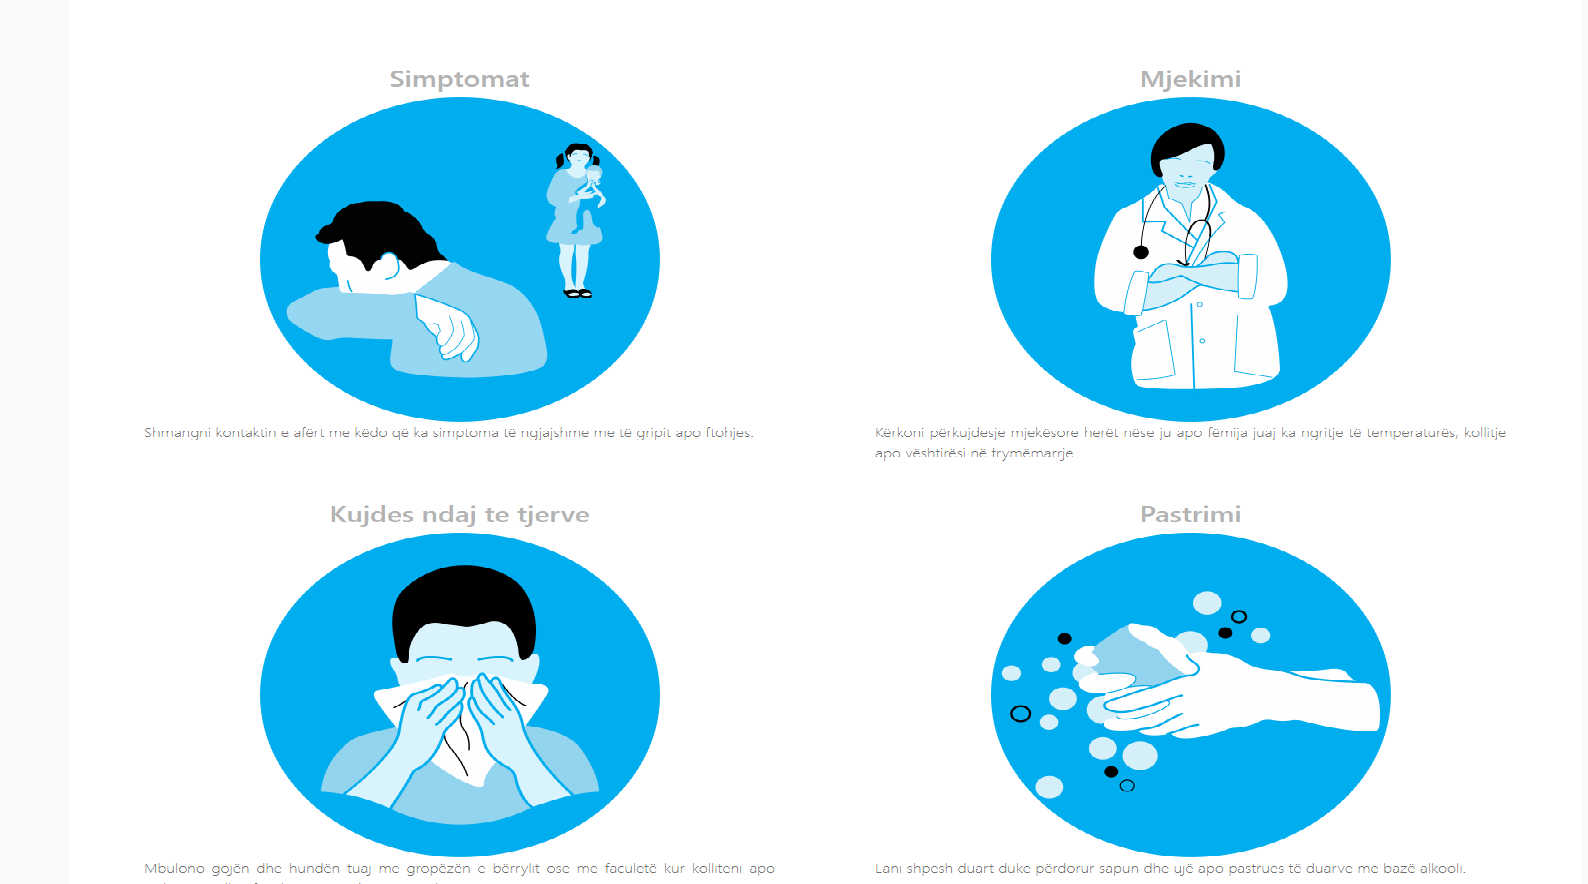 Simptomat
Shmangni kontaktin e afërt me këdo që ka simptoma të ngjajshme me të gripit apo ftohjes.
Mjekimi
Kërkoni përkujdesje mjekësore herët nëse ju apo fëmija juaj ka ngritje të temperaturës, kollitje
apo vështirësi në frymëmarrje
Kujdes ndaj te tjerve
Mbulono gojën dhe hundën tuaj me gropëzën e bërrylit ose me faculetë kur kolliteni apo
Pastrimi
Lani shpesh duart duke përdorur sapun dhe ujë apo pastrues të duarve me bazë alkooli.